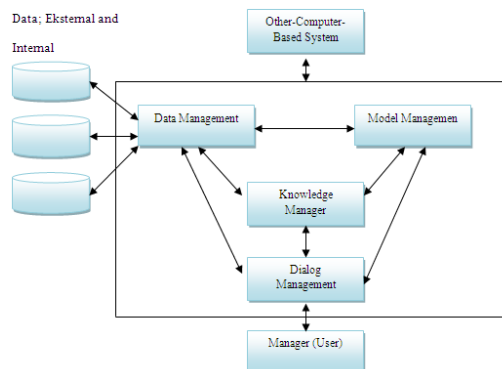 Data; Eksternal and
Internal
Other-Computer-
Based System
Data Management
Model Managemen
Knowledge
Manager
Dialog
Management
Manager (User)